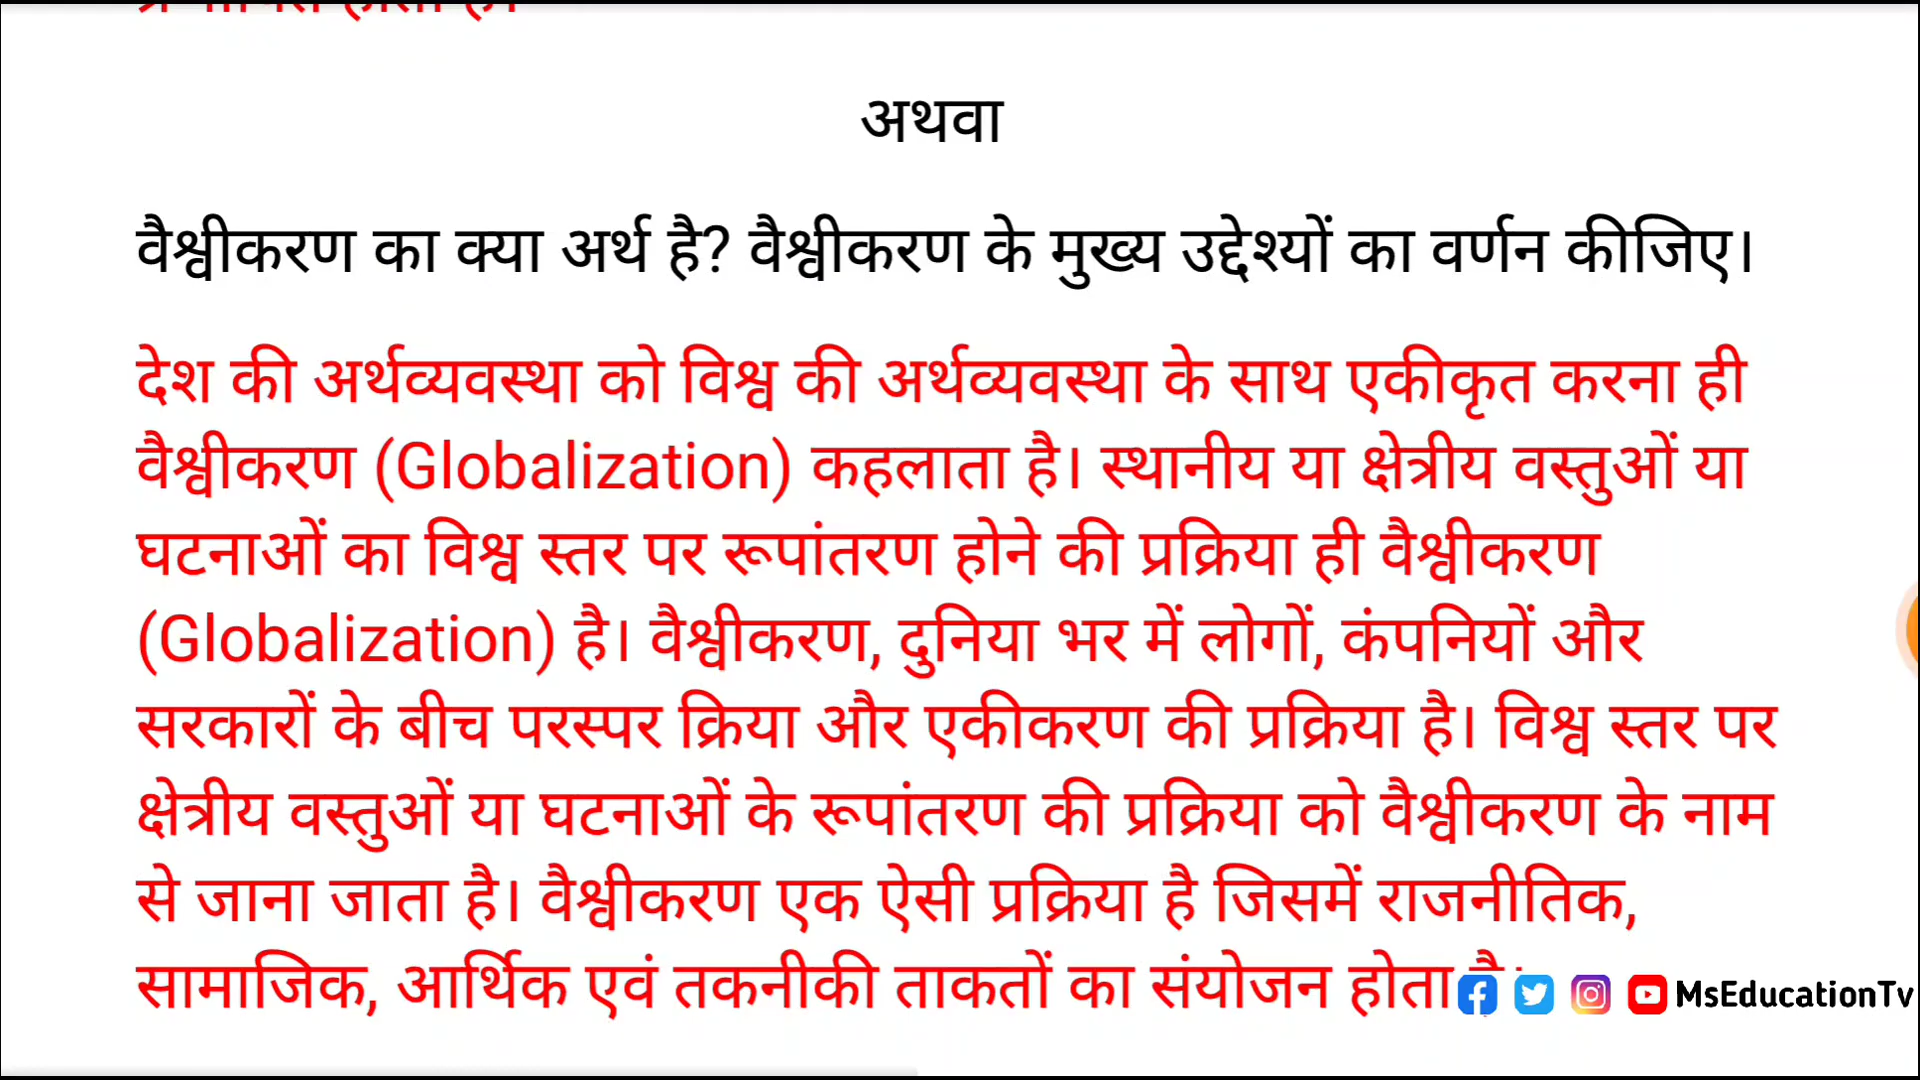 अथवा
वैश्वीकरण का क्या अर्थ है? वैश्वीकरण के मुख्य उद्देश्यों का वर्णन कीजिए।
देश की अर्थव्यवस्था को विश्व की अर्थव्यवस्था के साथ एकीकृत करना ही
वैश्वीकरण (Globalization) कहलाता है। स्थानीय या क्षेत्रीय वस्तुओं या
घटनाओं का विश्व स्तर पर रूपांतरण होने की प्रक्रिया ही वैश्वीकरण
(Globalization) है। वैश्वीकरण, दुनिया भर में लोगों, कंपनियों और
सरकारों के बीच परस्पर क्रिया और एकीकरण की प्रक्रिया है। विश्व स्तर पर
क्षेत्रीय वस्तुओं या घटनाओं के रूपांतरण की प्रक्रिया को वैश्वीकरण के नाम
से जाना जाता है। वैश्वीकरण एक ऐसी प्रक्रिया है जिसमें राजनीतिक,
सामाजिक, आर्थिक एवं तकनीकी ताकतों का संयोजन होता
MsEducationTv